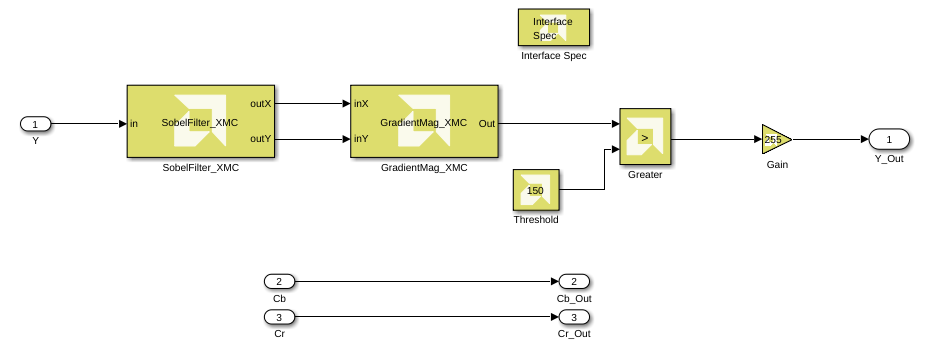 Interface
Spec
Interface Spec
1
Y
in
SobelFilter_XMC
outX
outY
SobelFilter_XMC
inX
inY
GradientMag_XMC
Out
GradientMag_XMC
150
Threshold
>
Greater
255
Gain
1
Y_Out
2
Cb
2
Cb_Out
3
Cr
3
Cr_Out